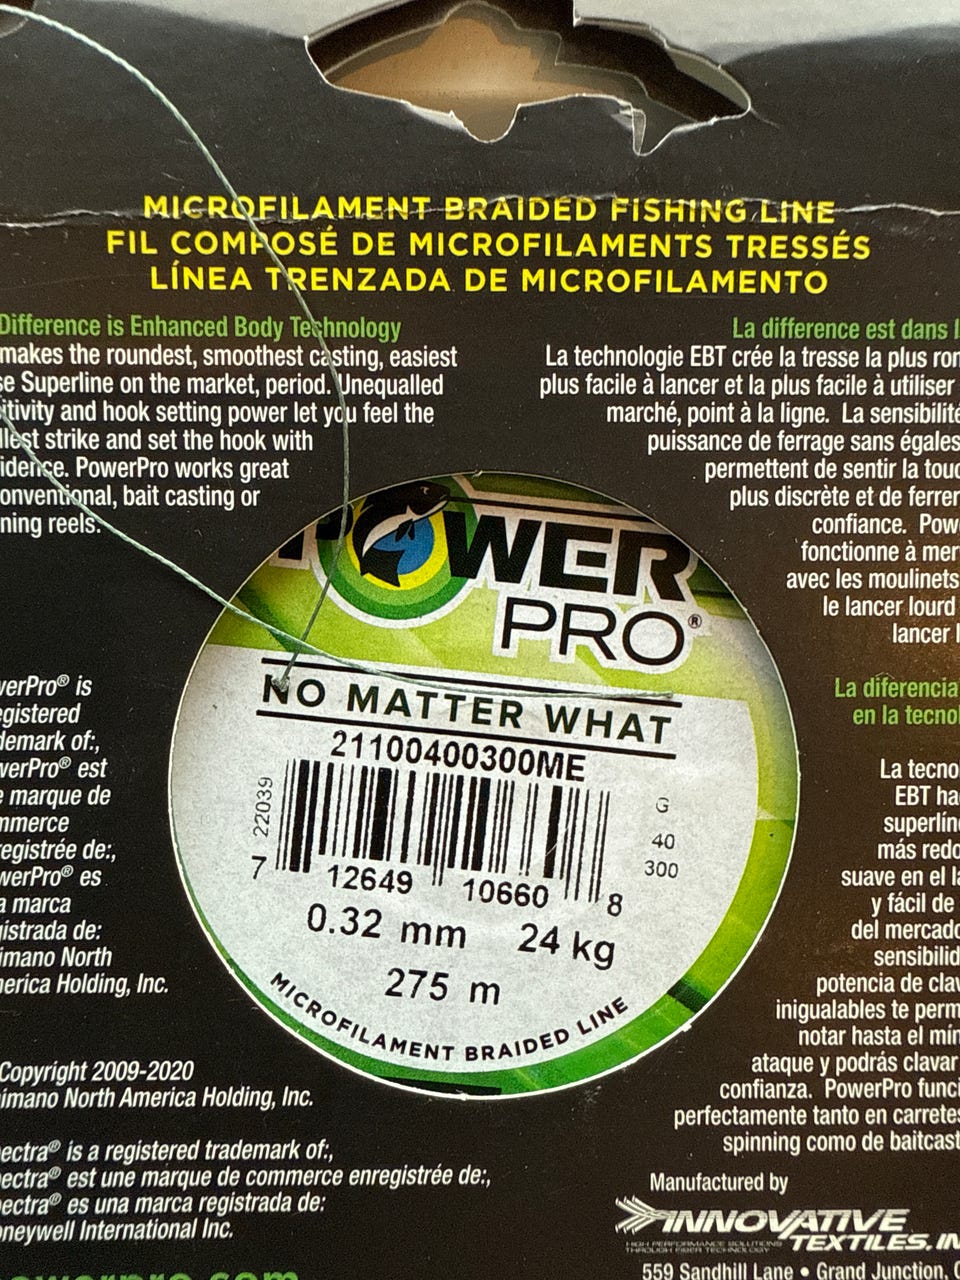 MICROFILAMENT BRAIDED FISHING LINE
FIL COMPOSÉ DE MICROFILAMENTS TRESSÉS
LÍNEA TRENZADA DE MICROFILAMENTO
Difference is Enhanced Body Technology
makes the roundest, smoothest casting, easiest
Superline on the market, period. Unequalled
and hook setting power let you feel the
strike and set the hook with
PowerPro works great
bait casting or
reels.
La difference est dans
La technologie EBT crée la tresse la plus
plus facile à lancer et la plus facile à utiliser
marché, point à la ligne. La sensibilité
puissance de ferrage sans égales
permettent de sentir la
plus discrète et de ferrer
confiance.
fonctionne à
avec les moulinets
le lancer lourd
lancer
La diferencia
en la
La
EBT
más
suave en el
y fácil de
del
potencia de
inigualables te
notar hasta el
ataque y podrás clavar
confianza. PowerPro
perfectamente tanto en
spinning como de
POWER
PRO®
NO MATTER WHAT
21100400300ME
22039
G
40
300
7 12649 10660 8
0.32 mm 24 kg
275 m
MICROFILAMENT BRAIDED LINE
is
of:,
est
marque de
de:,
es
marca
de:
North
Holding, Inc.
Copyright 2009-2020
North America Holding, Inc.
is a registered trademark of:,
est une marque de commerce enregistrée de:,
es una marca registrada de:
International Inc.
Manufactured by
INNOVATIVE
TEXTILES,
HIGH PERFORMANCE SOLUTIONS
THROUGH FIBER TECHNOLOGY
559 Sandhill Lane • Grand Junction,